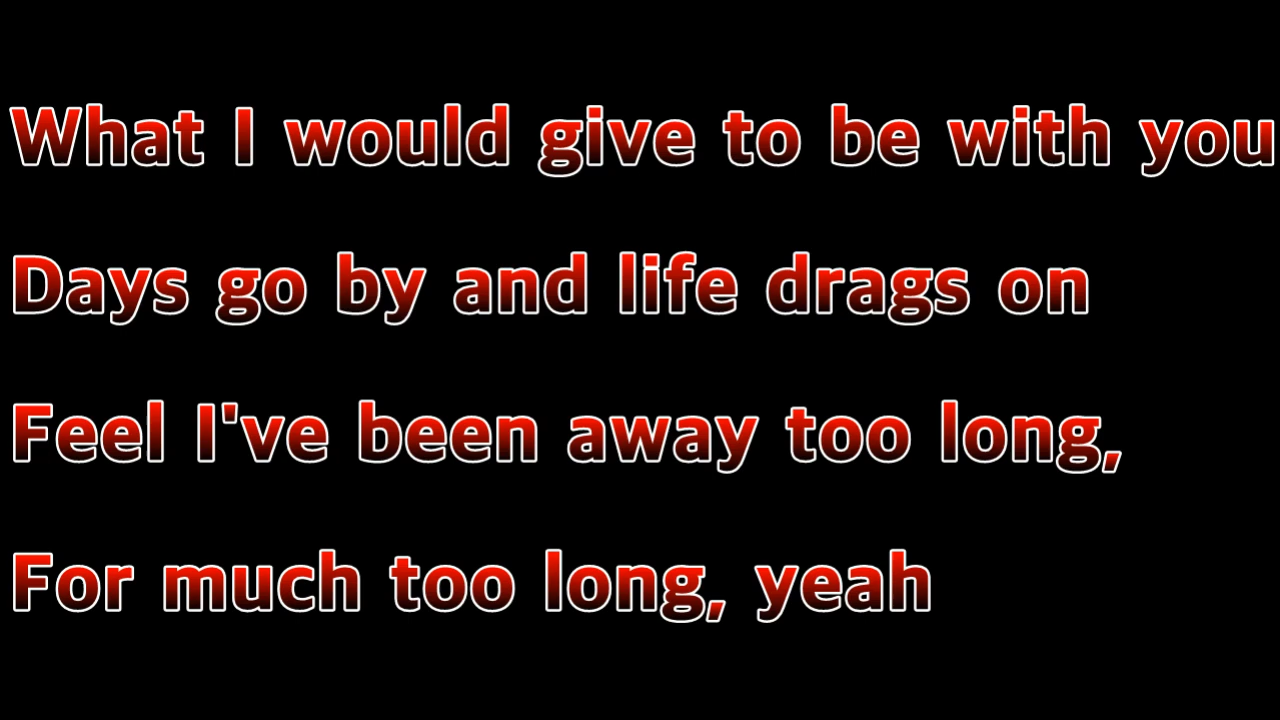 What I would give to be with you
Days go by and life drags on
Feel I've been away too long,
For much too long, yeah